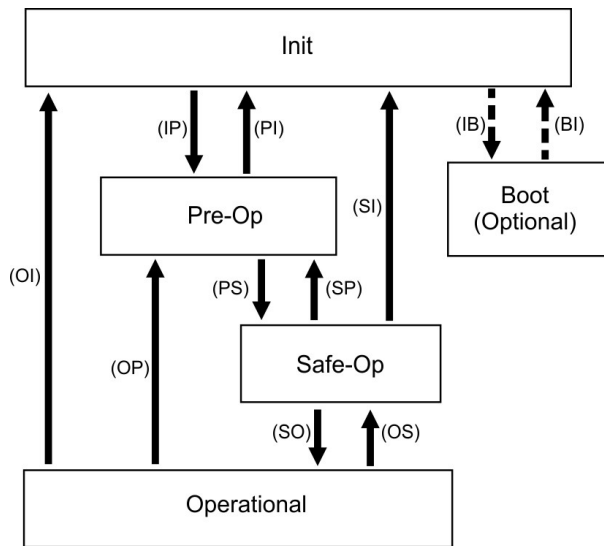 Init
(IP)
(PI)
(IB)
(BI)
Pre-Op
(SI)
Boot
(Optional)
(OI)
(PS)
(SP)
(OP)
Safe-Op
(SO)
(OS)
Operational